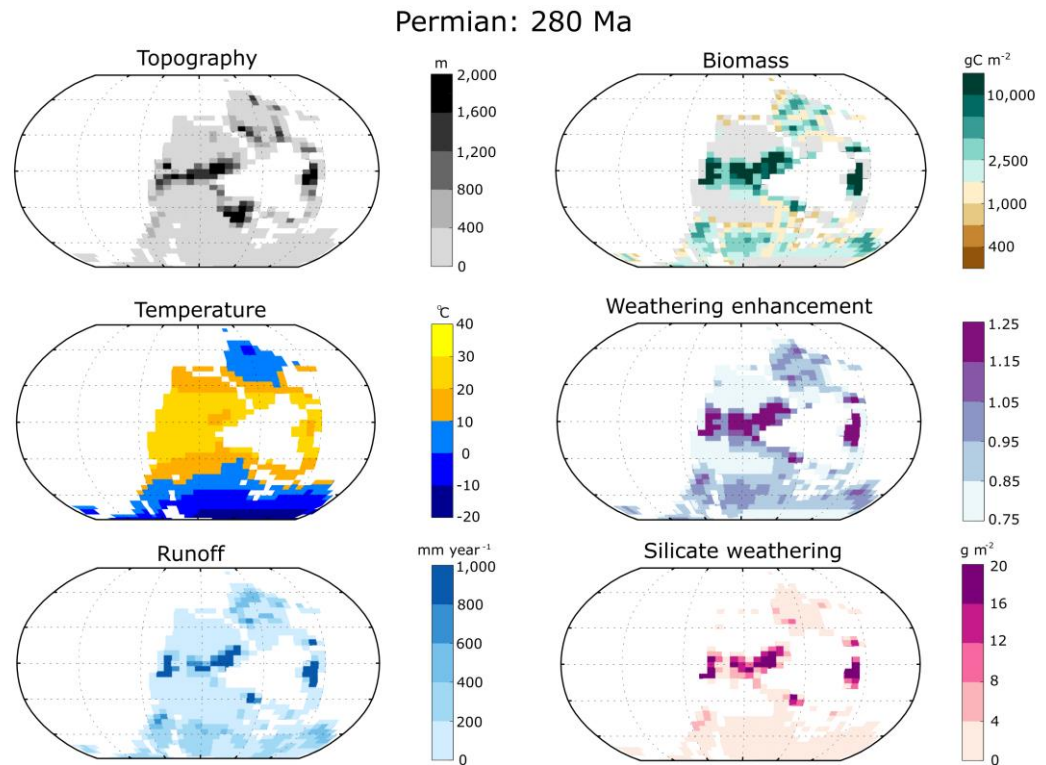 Permian: 280 Ma
Topography
m
2,000
1,600
1,200
800
400
0
Biomass
gC m⁻²
10,000
2,500
1,000
400
Temperature
°C
40
30
20
10
0
-10
-20
Weathering enhancement
1.25
1.15
1.05
0.95
0.85
0.75
Runoff
mm year⁻¹
1,000
800
600
400
200
0
Silicate weathering
g m⁻²
20
16
12
8
4
0